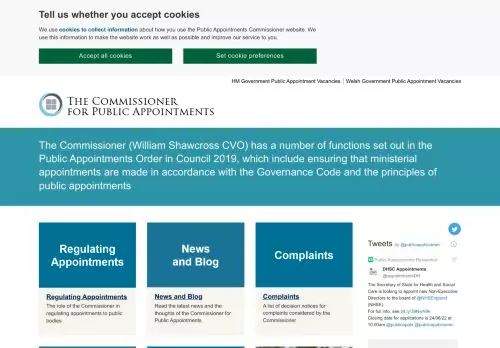 Tell us whether you accept cookies
We use cookies to collect information about how you use the Public Appointments Commissioner website. We
use this information to make the website work as well as possible and improve our service to you.
Accept all cookies
Set cookie preferences
HM Government Public Appointment Vacancies | Welsh Government Public Appointment Vacancies
THE COMMISSIONER
FOR PUBLIC APPOINTMENTS
The Commissioner (William Shawcross CVO) has a number of functions set out in the
Public Appointments Order in Council 2019, which include ensuring that ministerial
appointments are made in accordance with the Governance Code and the principles of
public appointments
Regulating
Appointments
Regulating Appointments
The role of the Commissioner in
regulating appointments to public
bodies
News
and Blog
News and Blog
Read the latest news and the
thoughts of the Commissioner for
Public Appointments
Complaints
Complaints
A list of decision notices for
complaints considered by the
Commissioner
Tweets by @publicapptscomm
Public Appointments Retweeted
DHSC Appointments
@appointmentsDH
The Secretary of State for Health and Social
Care is looking to appoint new Non-Executive
Directors to the board of @NHSEngland
(NHSE).
For full info, see
Closing date for applications is 24/06/22 at
10:00am @publicappts @publicapptscomm